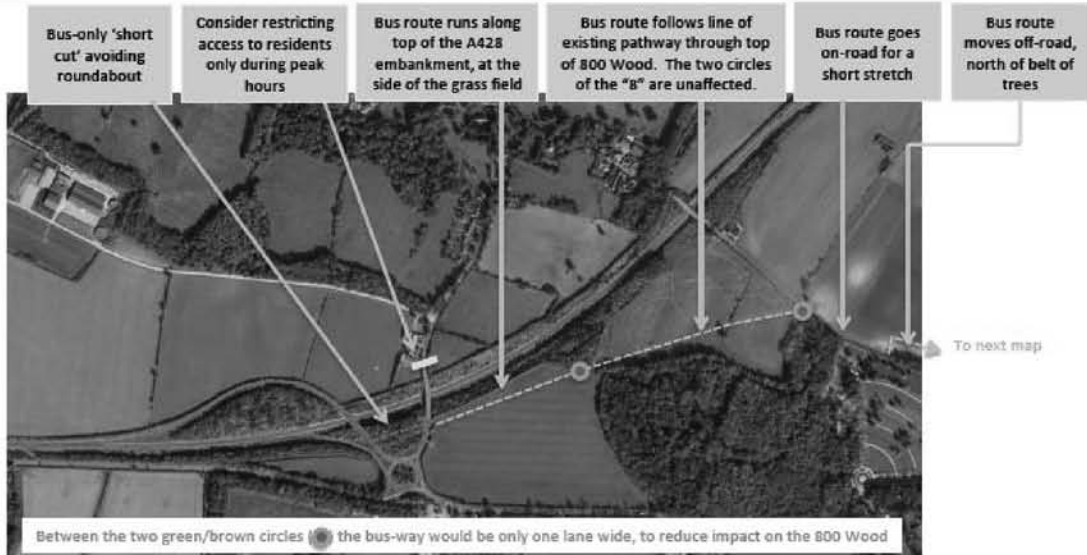 Bus-only ‘short
cut’ avoiding
roundabout
Consider restricting
access to residents
only during peak
hours
Bus route runs along
top of the A428
embankment, at the
side of the grass field
Bus route follows line of
existing pathway through top
of 800 Wood. The two circles
of the “8” are unaffected.
Bus route goes
on-road for a
short stretch
Bus route
moves off-road,
north of belt of
trees
To next map
Between the two green/brown circles ( ) the bus-way would be only one lane wide, to reduce impact on the 800 Wood